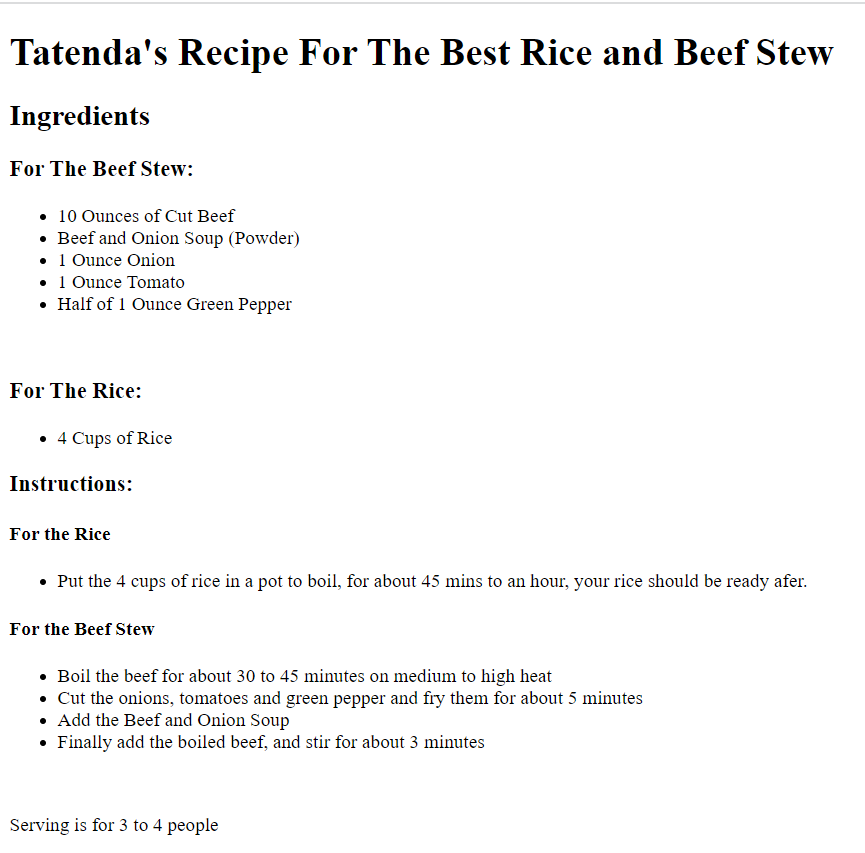 Tatenda's Recipe For The Best Rice and Beef Stew
Ingredients
For The Beef Stew:
10 Ounces of Cut Beef
Beef and Onion Soup (Powder)
1 Ounce Onion
1 Ounce Tomato
Half of 1 Ounce Green Pepper
For The Rice:
4 Cups of Rice
Instructions:
For the Rice
Put the 4 cups of rice in a pot to boil, for about 45 mins to an hour, your rice should be ready afer.
For the Beef Stew
Boil the beef for about 30 to 45 minutes on medium to high heat
Cut the onions, tomatoes and green pepper and fry them for about 5 minutes
Add the Beef and Onion Soup
Finally add the boiled beef, and stir for about 3 minutes
Serving is for 3 to 4 people